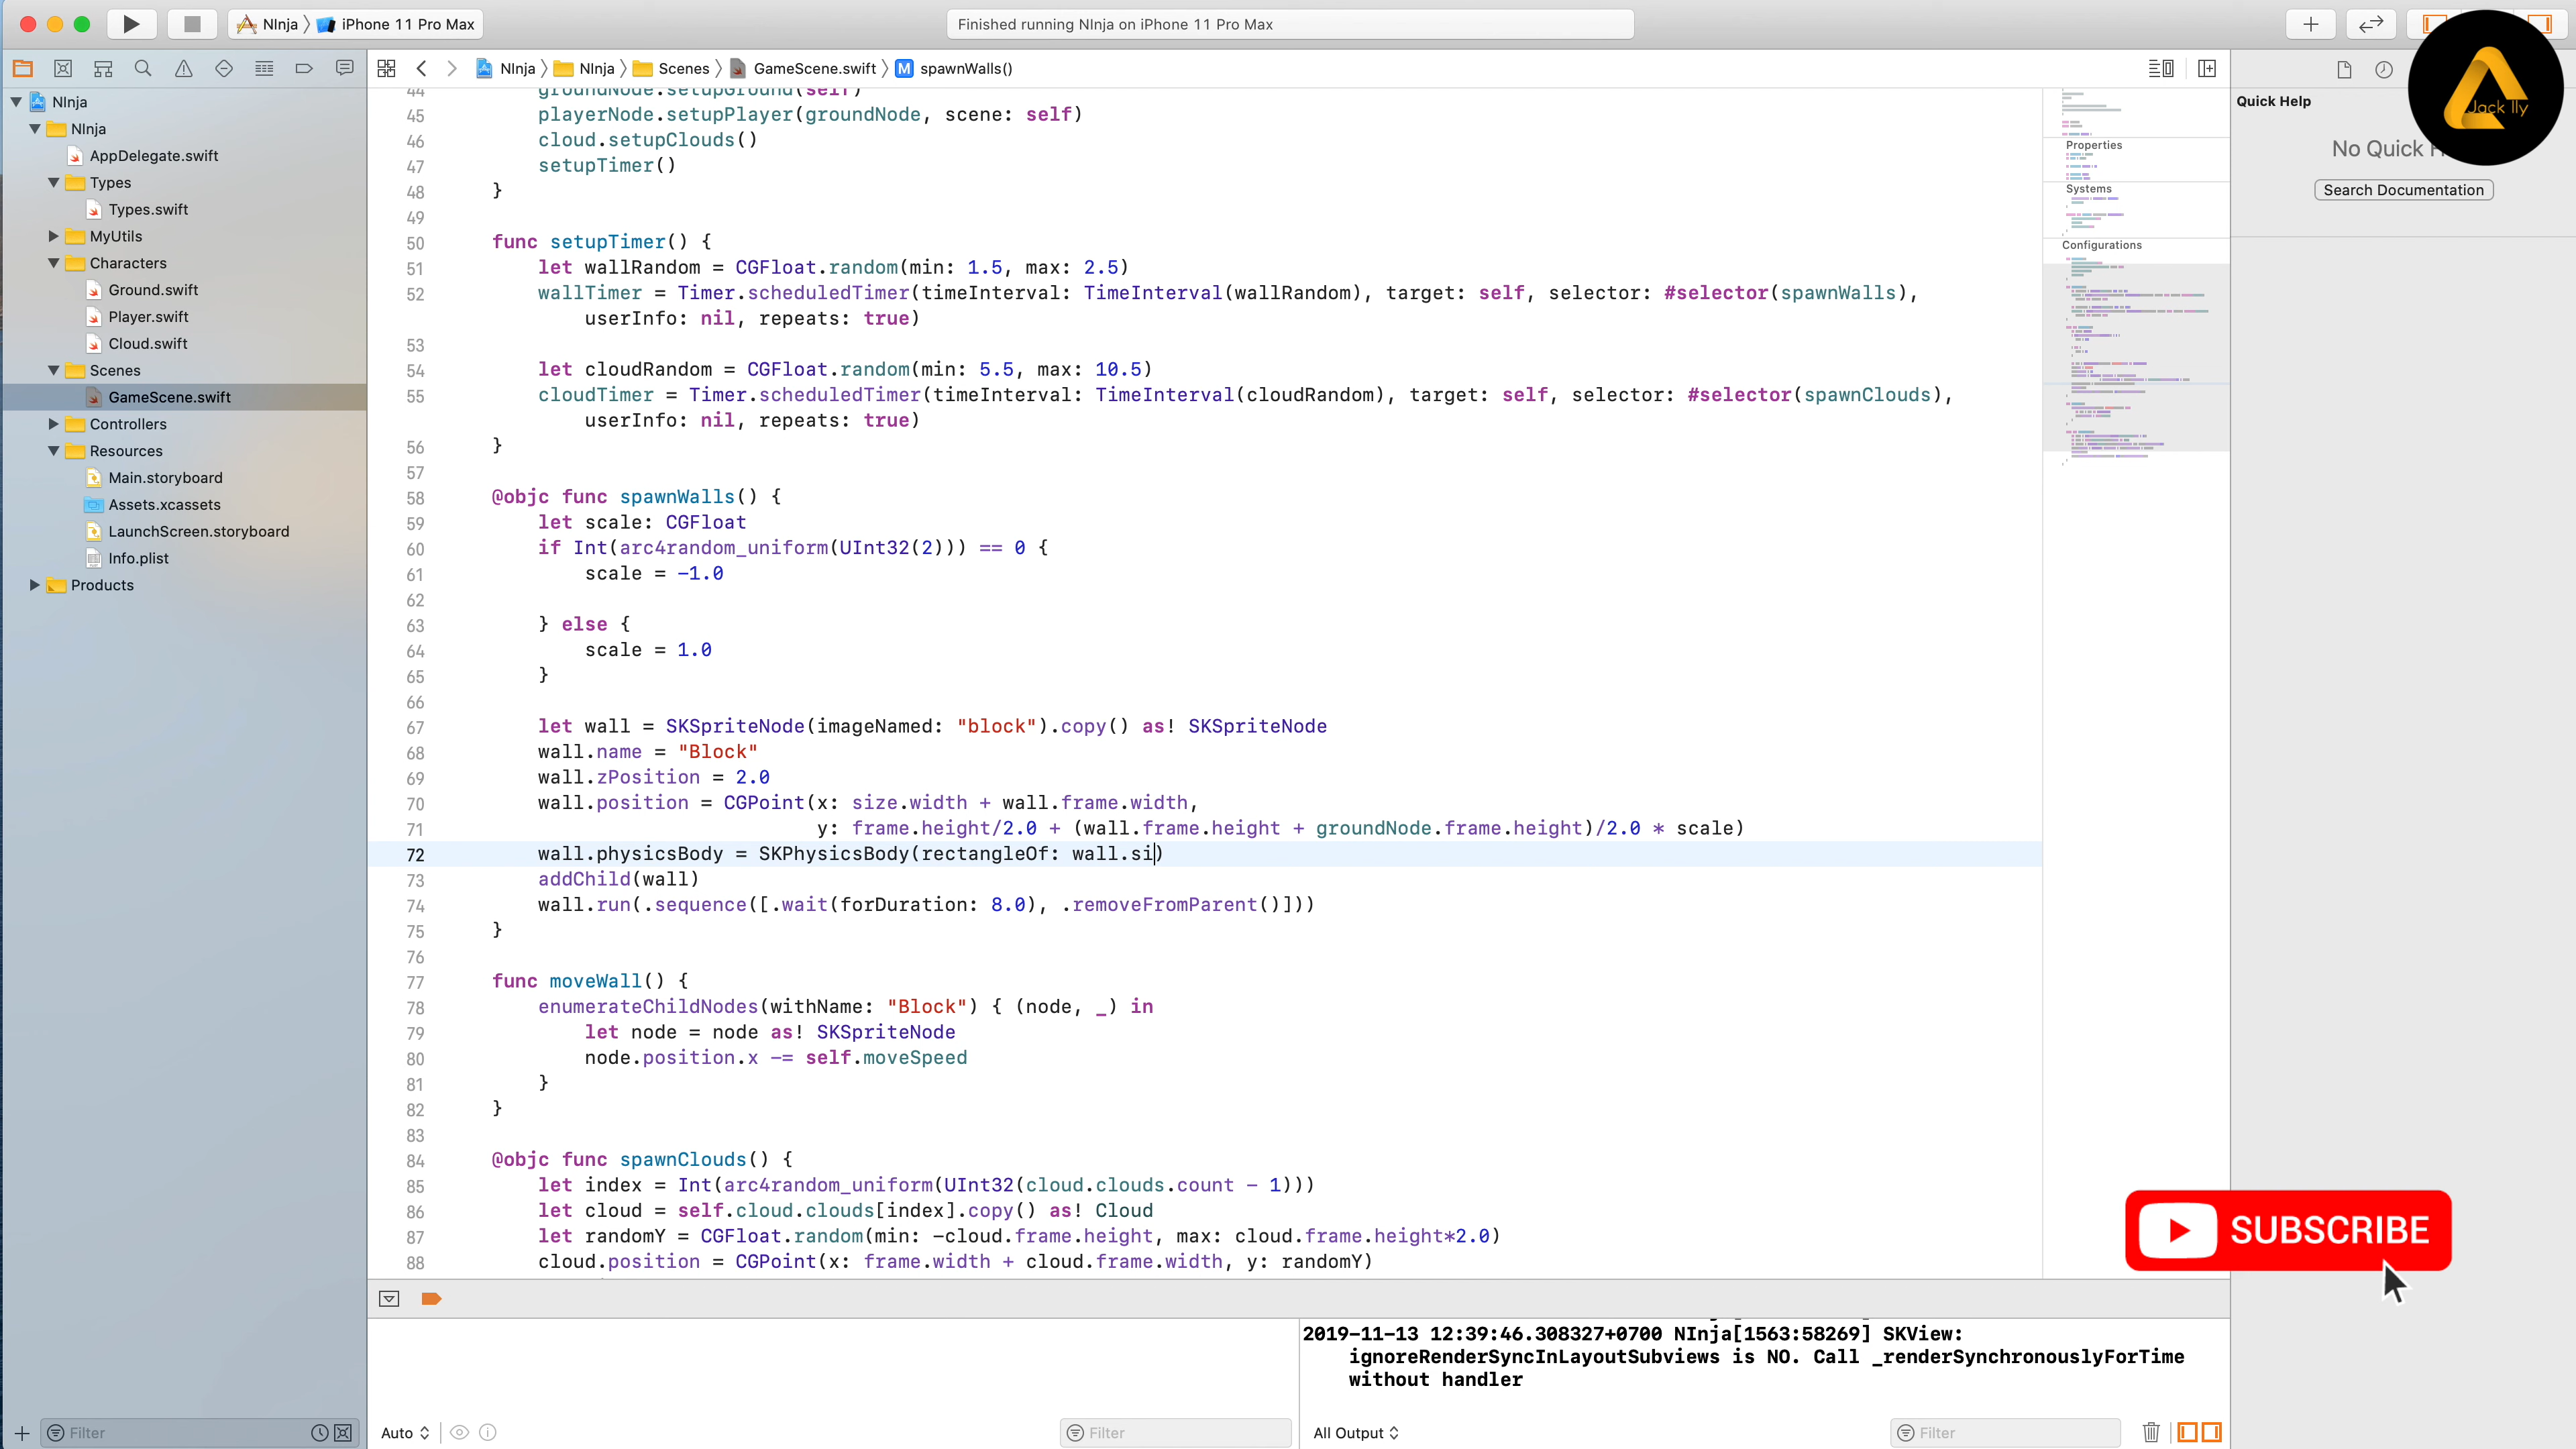 NInja
iPhone 11 Pro Max
Finished running NInja on iPhone 11 Pro Max
NInja
NInja
Scenes
GameScene.swift
M
spawnWalls()
NInja
NInja
AppDelegate.swift
Types
Types.swift
MyUtils
Characters
Ground.swift
Player.swift
Cloud.swift
Scenes
GameScene.swift
Controllers
Resources
Main.storyboard
Assets.xcassets
LaunchScreen.storyboard
Info.plist
Products
Filter
44 groundNode.setupGround(self)
45 playerNode.setupPlayer(groundNode, scene: self)
46 cloud.setupClouds()
47 setupTimer()
48 }
49
50 func setupTimer() {
51 let wallRandom = CGFloat.random(min: 1.5, max: 2.5)
52 wallTimer = Timer.scheduledTimer(timeInterval: TimeInterval(wallRandom), target: self, selector: #selector(spawnWalls),
userInfo: nil, repeats: true)
53
54 let cloudRandom = CGFloat.random(min: 5.5, max: 10.5)
55 cloudTimer = Timer.scheduledTimer(timeInterval: TimeInterval(cloudRandom), target: self, selector: #selector(spawnClouds),
userInfo: nil, repeats: true)
56 }
57
58 @objc func spawnWalls() {
59 let scale: CGFloat
60 if Int(arc4random_uniform(UInt32(2))) == 0 {
61 scale = -1.0
62
63 } else {
64 scale = 1.0
65 }
66
67 let wall = SKSpriteNode(imageNamed: "block").copy() as! SKSpriteNode
68 wall.name = "Block"
69 wall.zPosition = 2.0
70 wall.position = CGPoint(x: size.width + wall.frame.width,
71 y: frame.height/2.0 + (wall.frame.height + groundNode.frame.height)/2.0 * scale)
72 wall.physicsBody = SKPhysicsBody(rectangleOf: wall.si)
73 addChild(wall)
74 wall.run(.sequence([.wait(forDuration: 8.0), .removeFromParent()]))
75 }
76
77 func moveWall() {
78 enumerateChildNodes(withName: "Block") { (node, _) in
79 let node = node as! SKSpriteNode
80 node.position.x -= self.moveSpeed
81 }
82 }
83
84 @objc func spawnClouds() {
85 let index = Int(arc4random_uniform(UInt32(cloud.clouds.count - 1)))
86 let cloud = self.cloud.clouds[index].copy() as! Cloud
87 let randomY = CGFloat.random(min: -cloud.frame.height, max: cloud.frame.height*2.0)
88 cloud.position = CGPoint(x: frame.width + cloud.frame.width, y: randomY)
Properties
Systems
Configurations
Quick Help
No Quick
Search Documentation
Jack Ily
SUBSCRIBE
2019-11-13 12:39:46.308327+0700 NInja[1563:58269] SKView:
ignoreRenderSyncInLayoutSubviews is NO. Call _renderSynchronouslyForTime
without handler
Auto
Filter
All Output
Filter